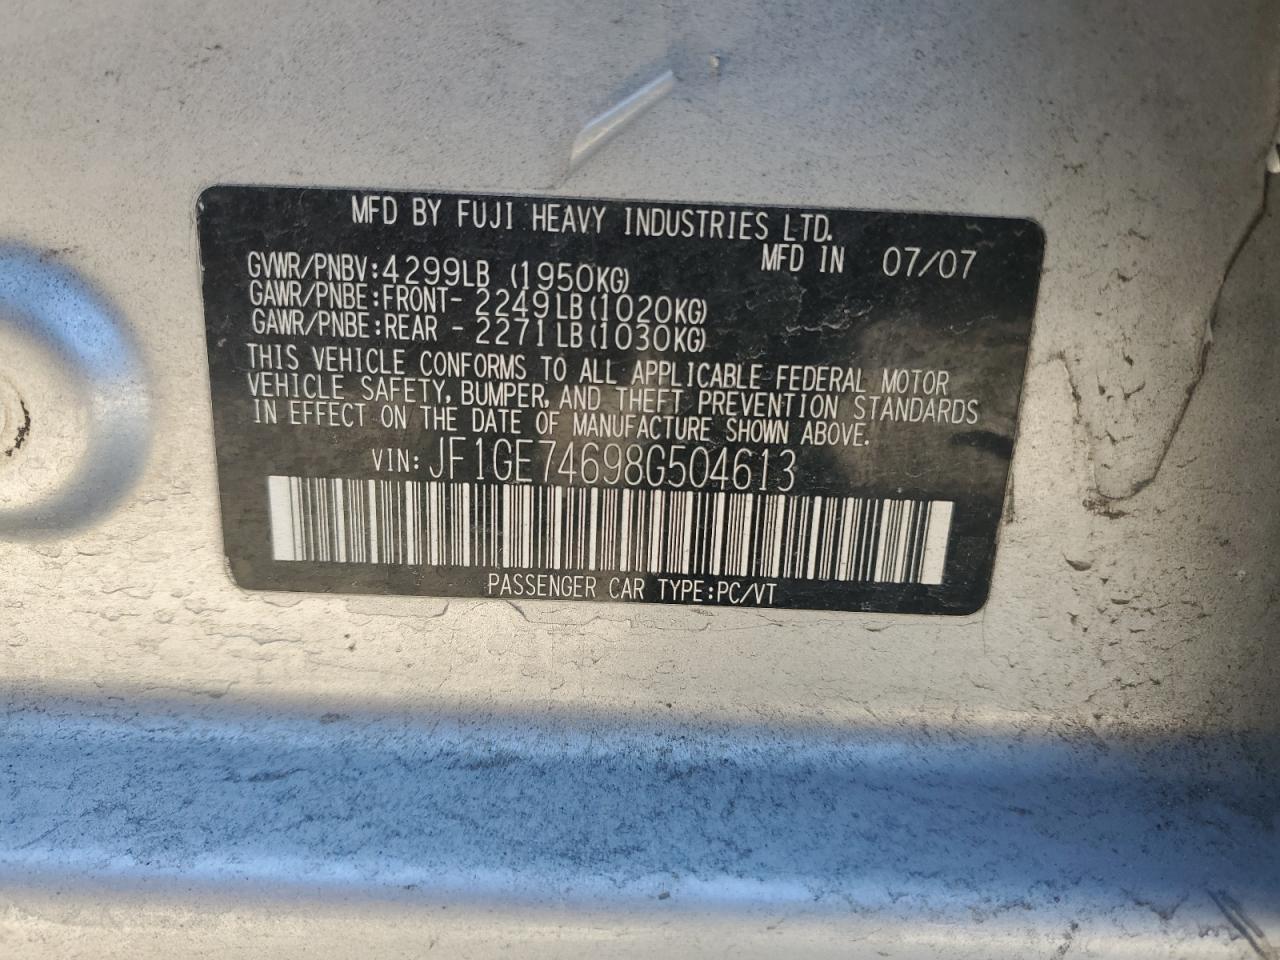 MFD BY FUJI HEAVY INDUSTRIES LTD.
MFD IN 07/07
GVWR/PNBV:4299LB (1950KG)
GAWR/PNBE:FRONT- 2249LB(1020KG)
GAWR/PNBE:REAR - 2271LB(1030KG)
THIS VEHICLE CONFORMS TO ALL APPLICABLE FEDERAL MOTOR
VEHICLE SAFETY, BUMPER, AND THEFT PREVENTION STANDARDS
IN EFFECT ON THE DATE OF MANUFACTURE SHOWN ABOVE.
VIN: JF1GE74698G504613
PASSENGER CAR TYPE:PC/VT